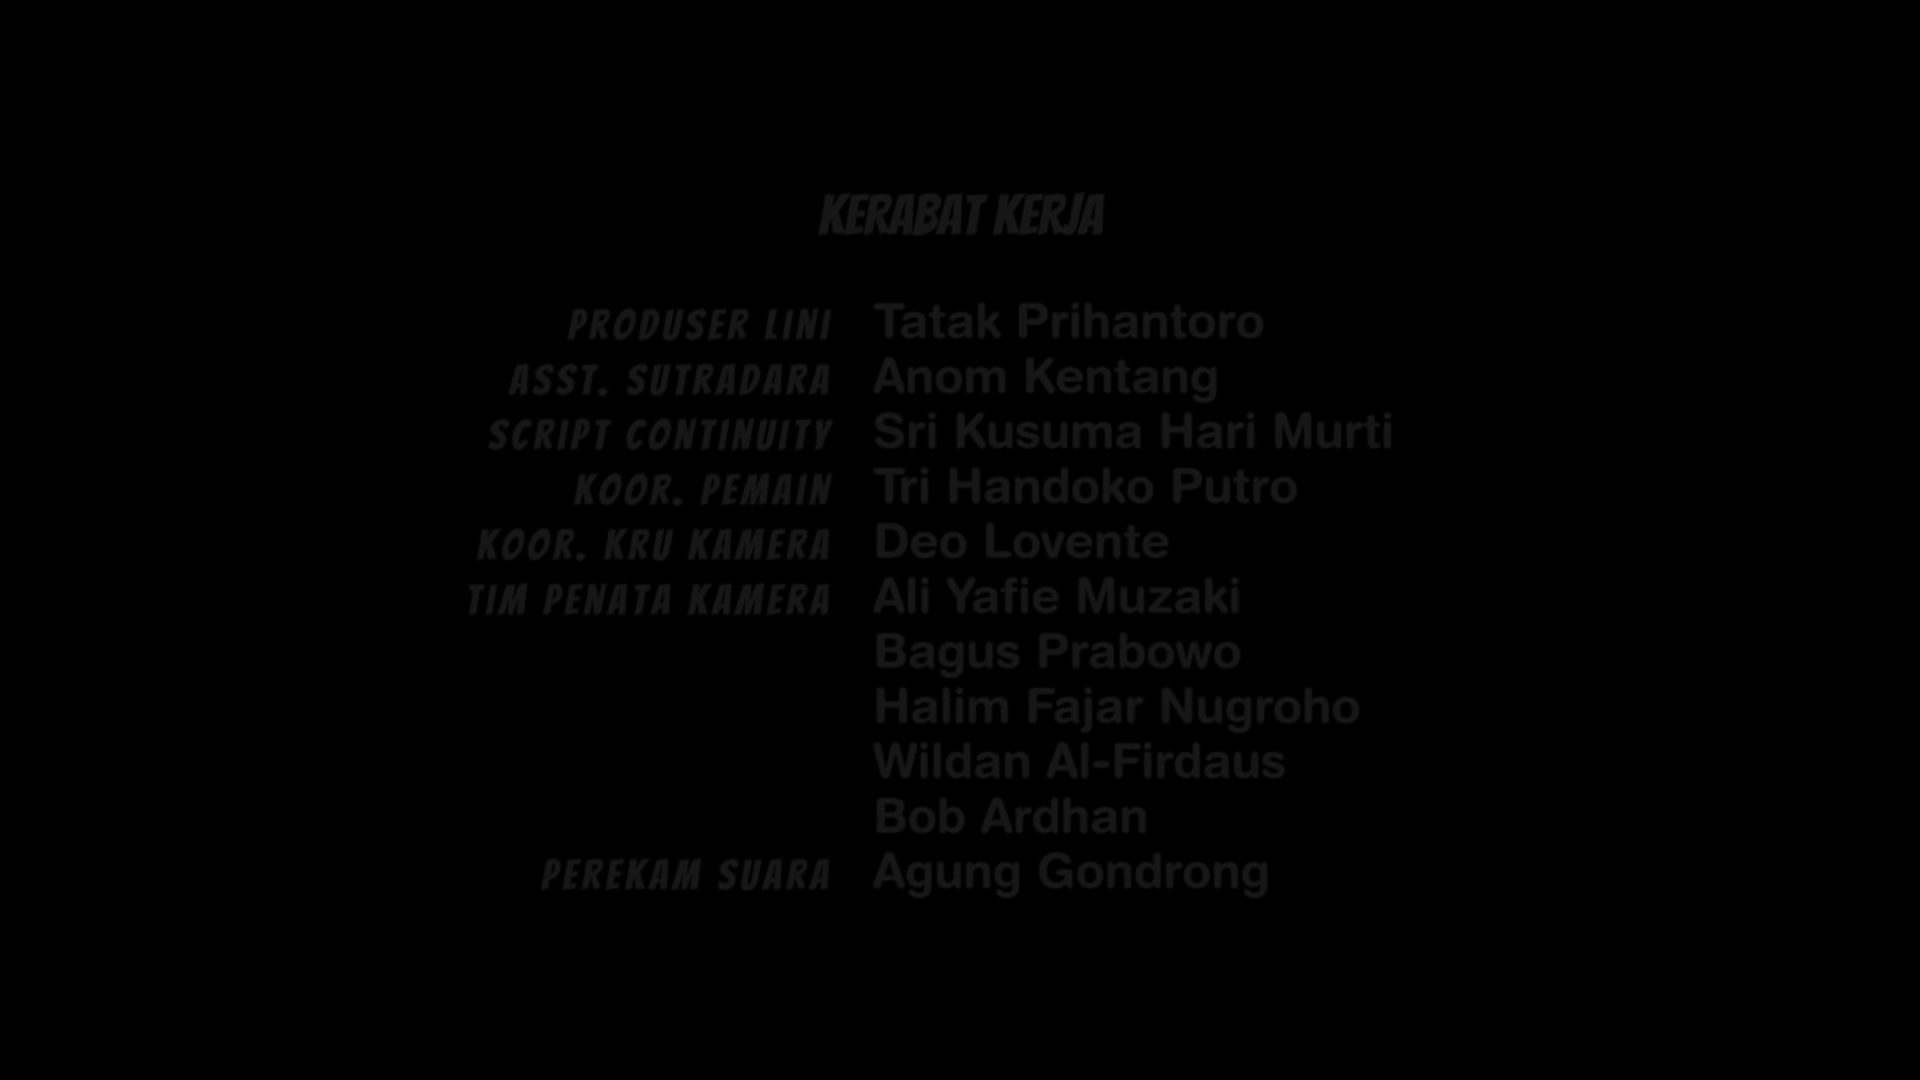 KERABAT KERJA
PRODUSER LINI Tatak Prihantoro
ASST. SUTRADARA Anom Kentang
SCRIPT CONTINUITY Sri Kusuma Hari Murti
KOOR. PEMAIN Tri Handoko Putro
KOOR. KRU KAMERA Deo Lovente
TIM PENATA KAMERA Ali Yafie Muzaki
Bagus Prabowo
Halim Fajar Nugroho
Wildan Al-Firdaus
Bob Ardhan
PEREKAM SUARA Agung Gondrong